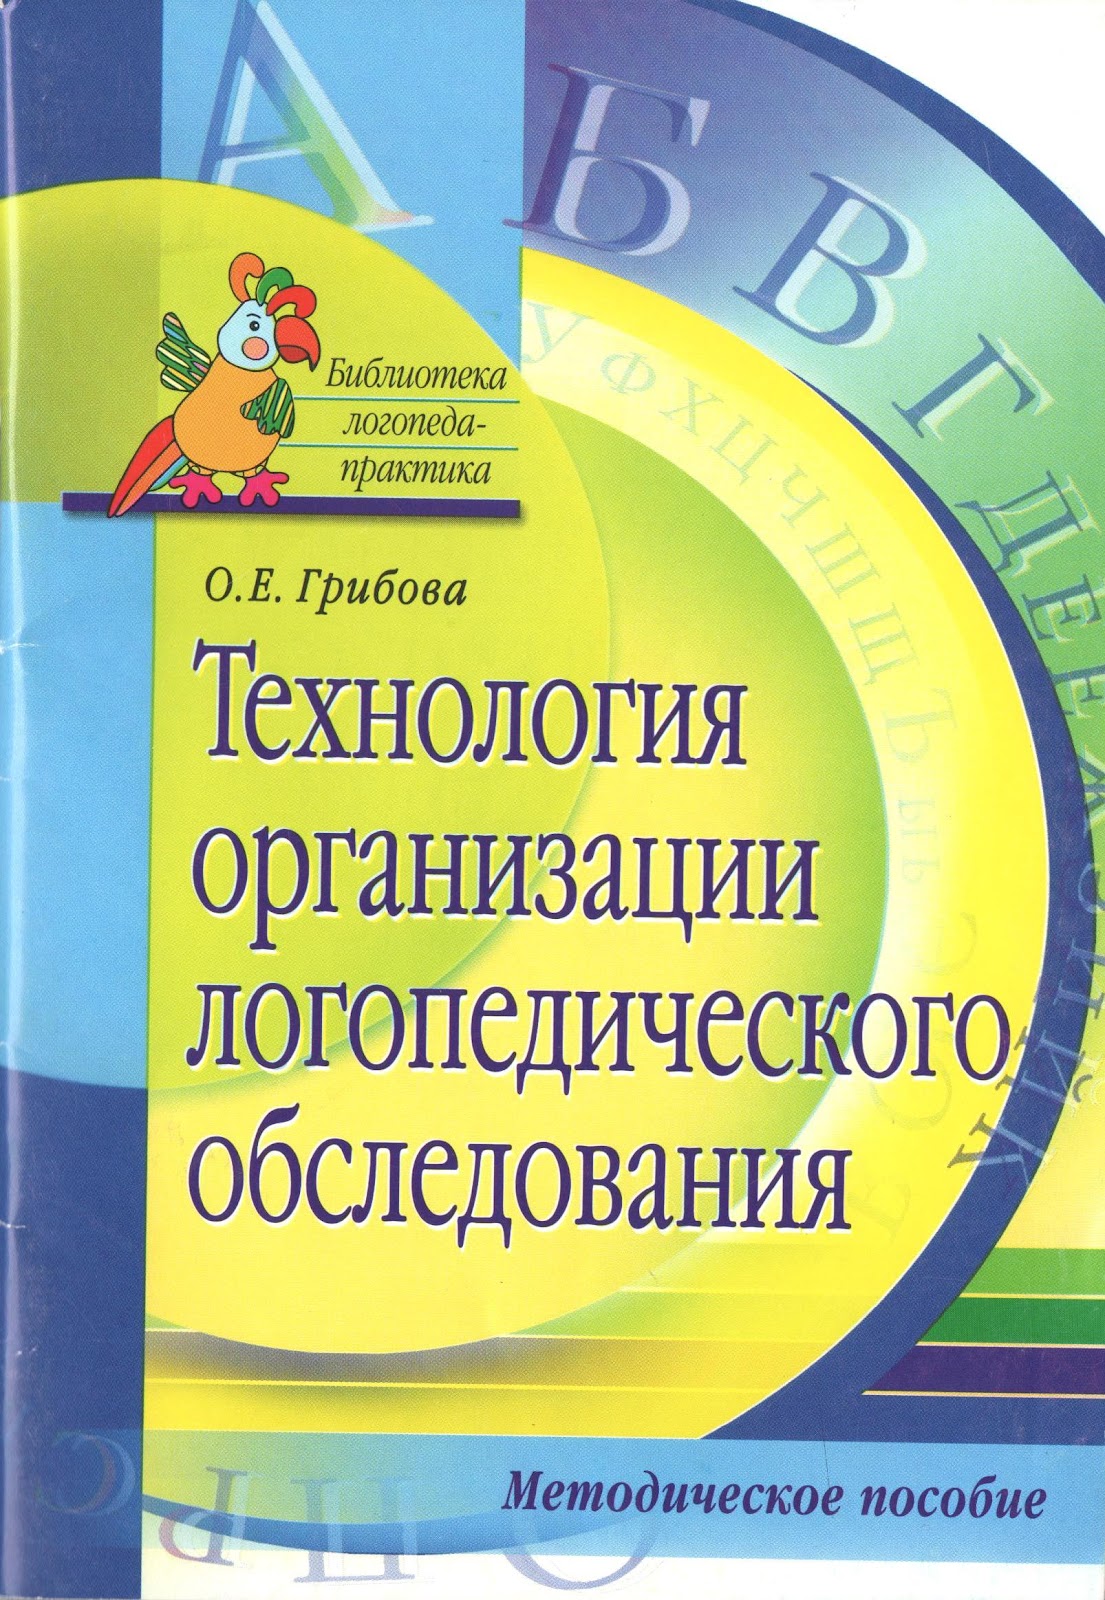 А Б В Г Д Е Ё Ж З И Й К
У Ф Х Ц Ч Ш Щ Ъ Ы Ь
Библиотека
логопеда-
практика
О.Е. Грибова
Технология
организации
логопедического
обследования
Методическое пособие
О П Р С